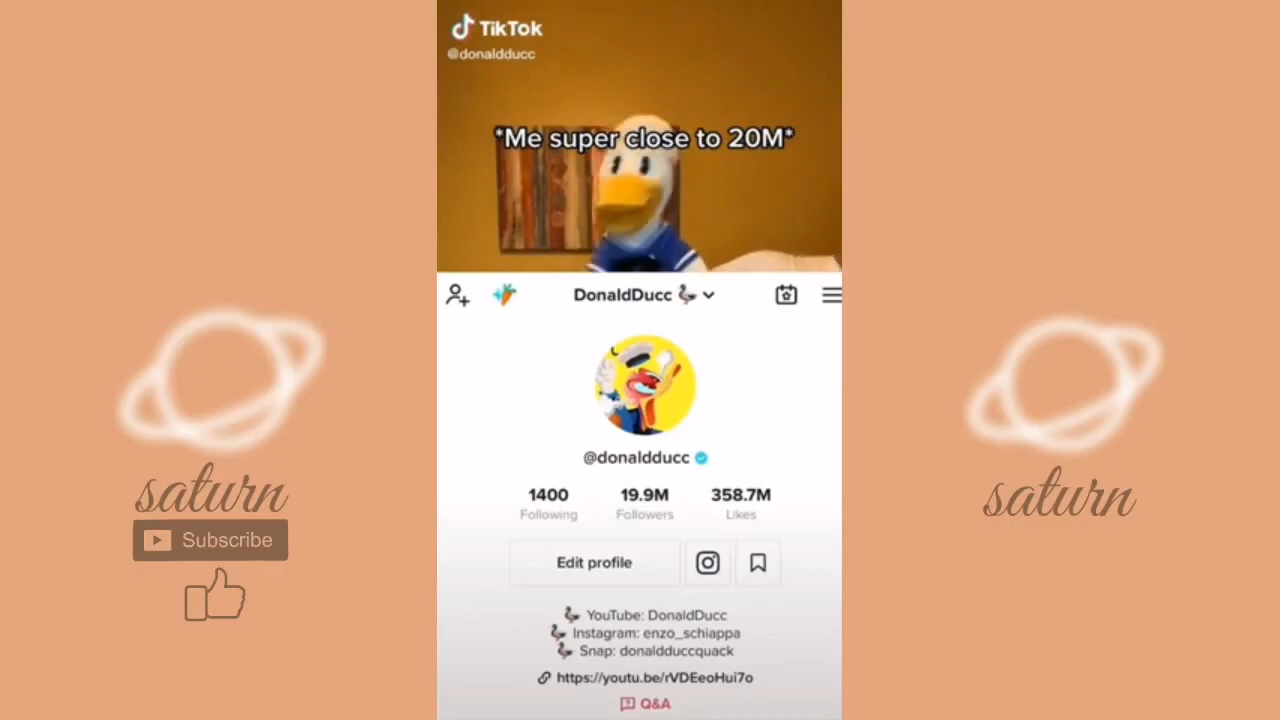 TikTok
@donaldducc
*Me super close to 20M*
DonaldDucc
@donaldducc
1400 19.9M 358.7M
Following Followers Likes
Edit profile
YouTube: DonaldDucc
Instagram: enzo_schiappa
Snap: donaldduccquack
https://youtu.be/rVDEeoHui7o
Q&A
saturn
Subscribe
saturn